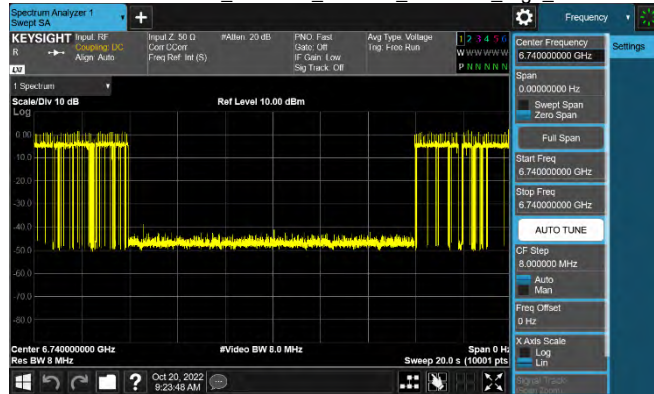 Spectrum Analyzer 1
Swept SA
+
Frequency
KEYSIGHT
R
LXI
Input: RF
Coupling: DC
Align: Auto
Input Z: 50 Ω
Corr CCorr
Freq Ref: Int (S)
#Atten: 20 dB
PNO: Fast
Gate: Off
IF Gain: Low
Sig Track: Off
Avg Type: Voltage
Trig: Free Run
1 2 3 4 5 6
W W W W W W
P N N N N N
1 Spectrum
Scale/Div 10 dB
Ref Level 10.00 dBm
Log
0.00
-10.0
-20.0
-30.0
-40.0
-50.0
-60.0
-70.0
-80.0
Center 6.740000000 GHz
#Video BW 8.0 MHz
Span 0 Hz
Res BW 8 MHz
Sweep 20.0 s (10001 pts
Oct 20, 2022
9:23:48 AM
?
Center Frequency
6.740000000 GHz
Settings
Span
0.00000000 Hz
Swept Span
Zero Span
Full Span
Start Freq
6.740000000 GHz
Stop Freq
6.740000000 GHz
AUTO TUNE
CF Step
8.000000 MHz
Auto
Man
Freq Offset
0 Hz
X Axis Scale
Log
Lin
Signal Track